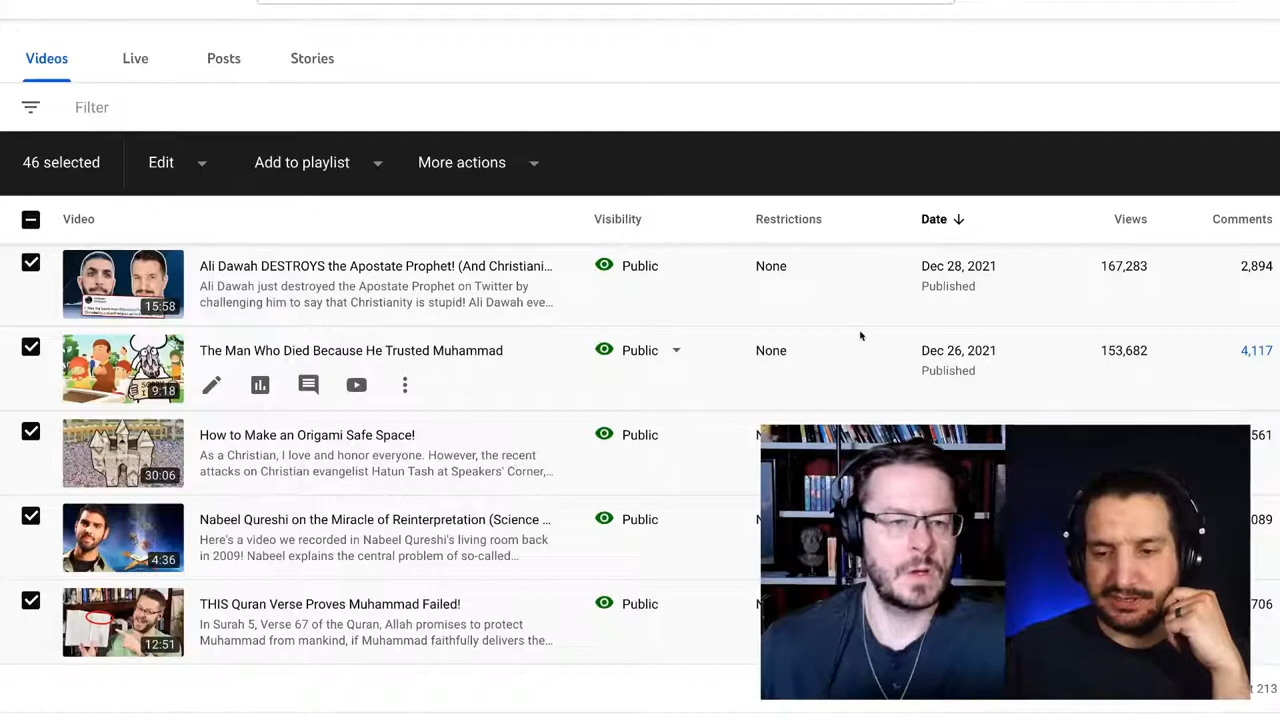 Videos Live Posts Stories
Filter
46 selected Edit Add to playlist More actions
Video Visibility Restrictions Date Views Comments
15:58
Ali Dawah DESTROYS the Apostate Prophet! (And Christiani… Public None Dec 28, 2021 167,283 2,894
Ali Dawah just destroyed the Apostate Prophet on Twitter by Published
challenging him to say that Christianity is stupid! Ali Dawah eve…
9:18
The Man Who Died Because He Trusted Muhammad Public None Dec 26, 2021 153,682 4,117
Published
30:06
How to Make an Origami Safe Space! Public 561
As a Christian, I love and honor everyone. However, the recent
attacks on Christian evangelist Hatun Tash at Speakers' Corner,…
4:36
Nabeel Qureshi on the Miracle of Reinterpretation (Science … Public 089
Here's a video we recorded in Nabeel Qureshi's living room back
in 2009! Nabeel explains the central problem of so-called…
12:51
THIS Quran Verse Proves Muhammad Failed! Public 706
In Surah 5, Verse 67 of the Quran, Allah promises to protect
Muhammad from mankind, if Muhammad faithfully delivers the…
213